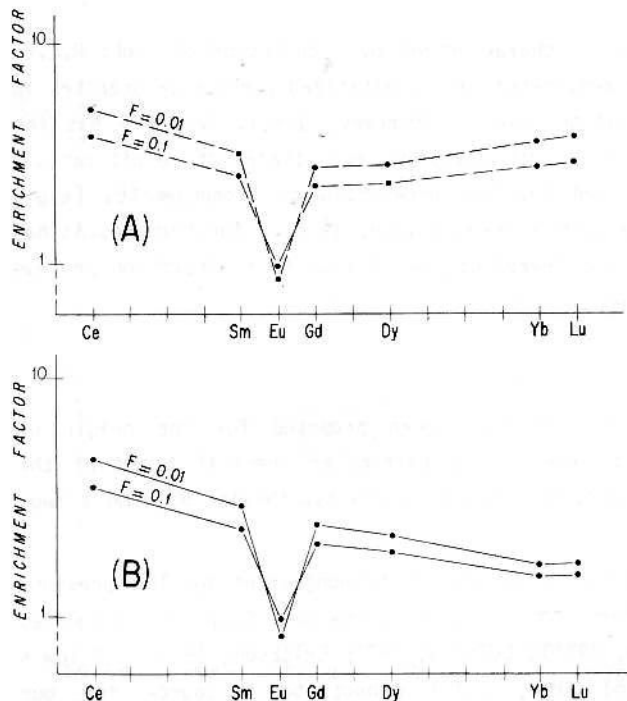 10
ENRICHMENT FACTOR
F = 0.01
F = 0.1
(A)
1
Ce Sm Eu Gd Dy Yb Lu
10
ENRICHMENT FACTOR
F = 0.01
F = 0.1
(B)
1
Ce Sm Eu Gd Dy Yb Lu